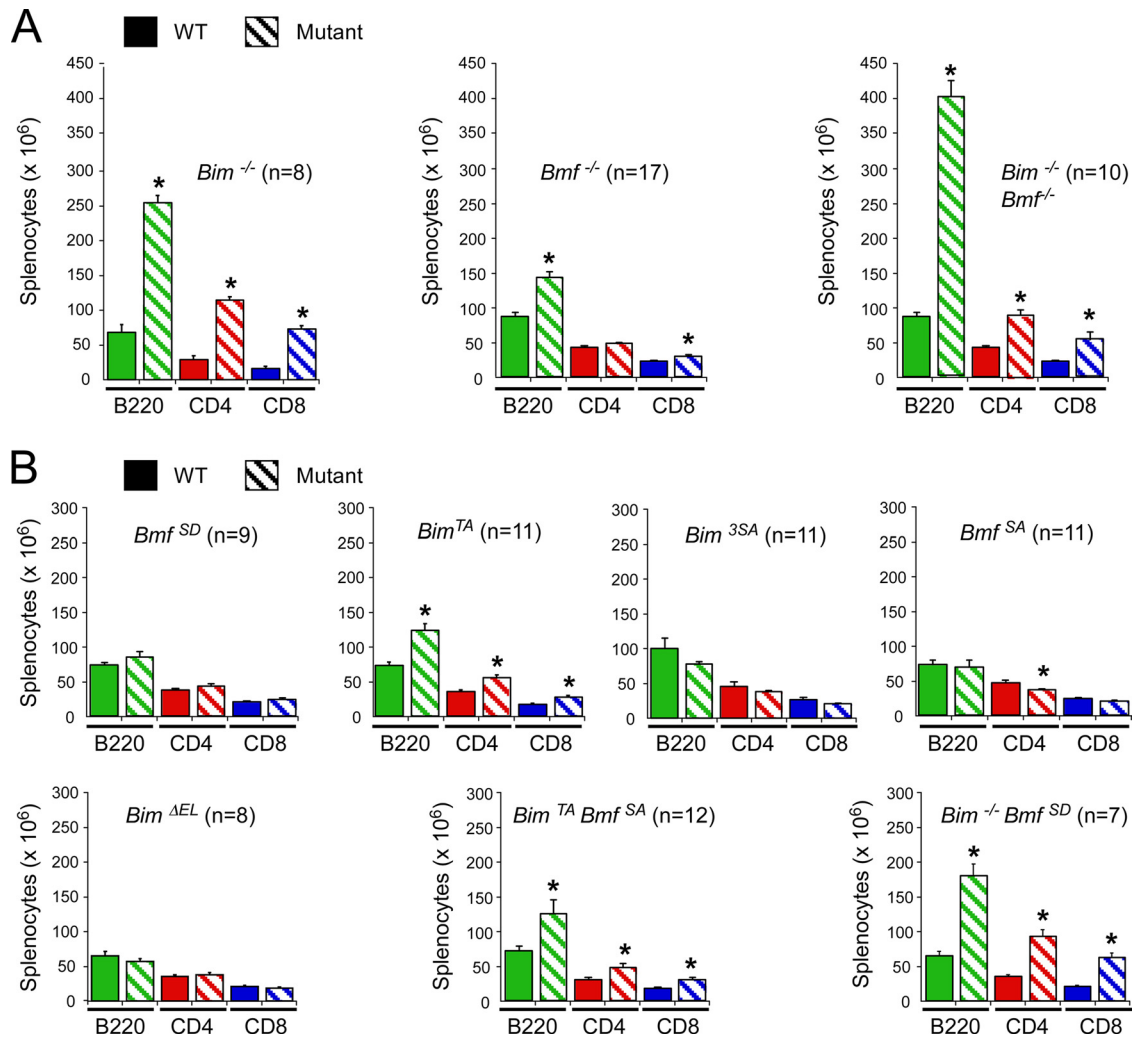 A
WT Mutant
Splenocytes (x 10⁶)
450
400
350
300
250
200
150
100
50
0
Bim -/- (n=8)
* * *
B220 CD4 CD8
Splenocytes (x 10⁶)
450
400
350
300
250
200
150
100
50
0
Bmf -/- (n=17)
* *
B220 CD4 CD8
Splenocytes (x 10⁶)
450
400
350
300
250
200
150
100
50
0
Bim -/- (n=10)
Bmf-/-
* * *
B220 CD4 CD8
B
WT Mutant
Splenocytes (x 10⁶)
300
250
200
150
100
50
0
Bmf SD (n=9)
B220 CD4 CD8
300
250
200
150
100
50
0
BimTA (n=11)
* * *
B220 CD4 CD8
300
250
200
150
100
50
0
Bim 3SA (n=11)
B220 CD4 CD8
300
250
200
150
100
50
0
Bmf SA (n=11)
*
B220 CD4 CD8
Splenocytes (x 10⁶)
300
250
200
150
100
50
0
Bim ΔEL (n=8)
B220 CD4 CD8
Splenocytes (x 10⁶)
300
250
200
150
100
50
0
Bim TA Bmf SA (n=12)
* * *
B220 CD4 CD8
Splenocytes (x 10⁶)
300
250
200
150
100
50
0
Bim -/- Bmf SD (n=7)
* * *
B220 CD4 CD8